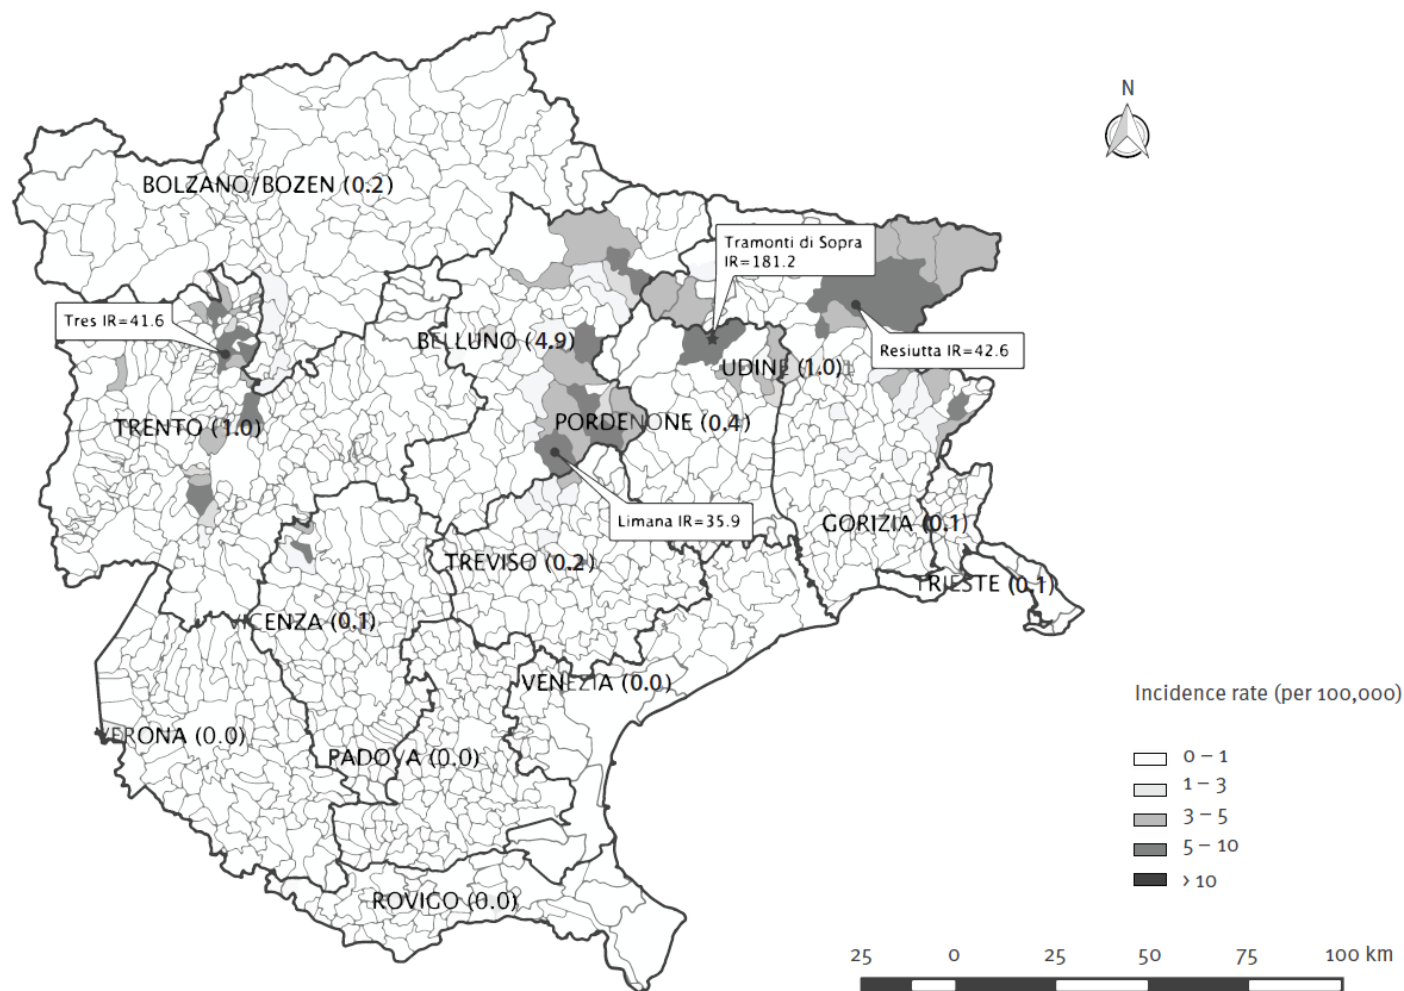 N
BOLZANO/BOZEN (0.2)
Tramonti di Sopra
IR=181.2
Tres IR=41.6
BELLUNO (4.9)
Resiutta IR=42.6
UDINE (1.0)
TRENTO (1.0)
PORDENONE (0.4)
Limana IR=35.9
GORIZIA (0.1)
TREVISO (0.2)
TRIESTE (0.1)
VICENZA (0.1)
VENEZIA (0.0)
Incidence rate (per 100,000)
VERONA (0.0)
PADOVA (0.0)
0 – 1
1 – 3
3 – 5
5 – 10
> 10
ROVIGO (0.0)
25 0 25 50 75 100 km